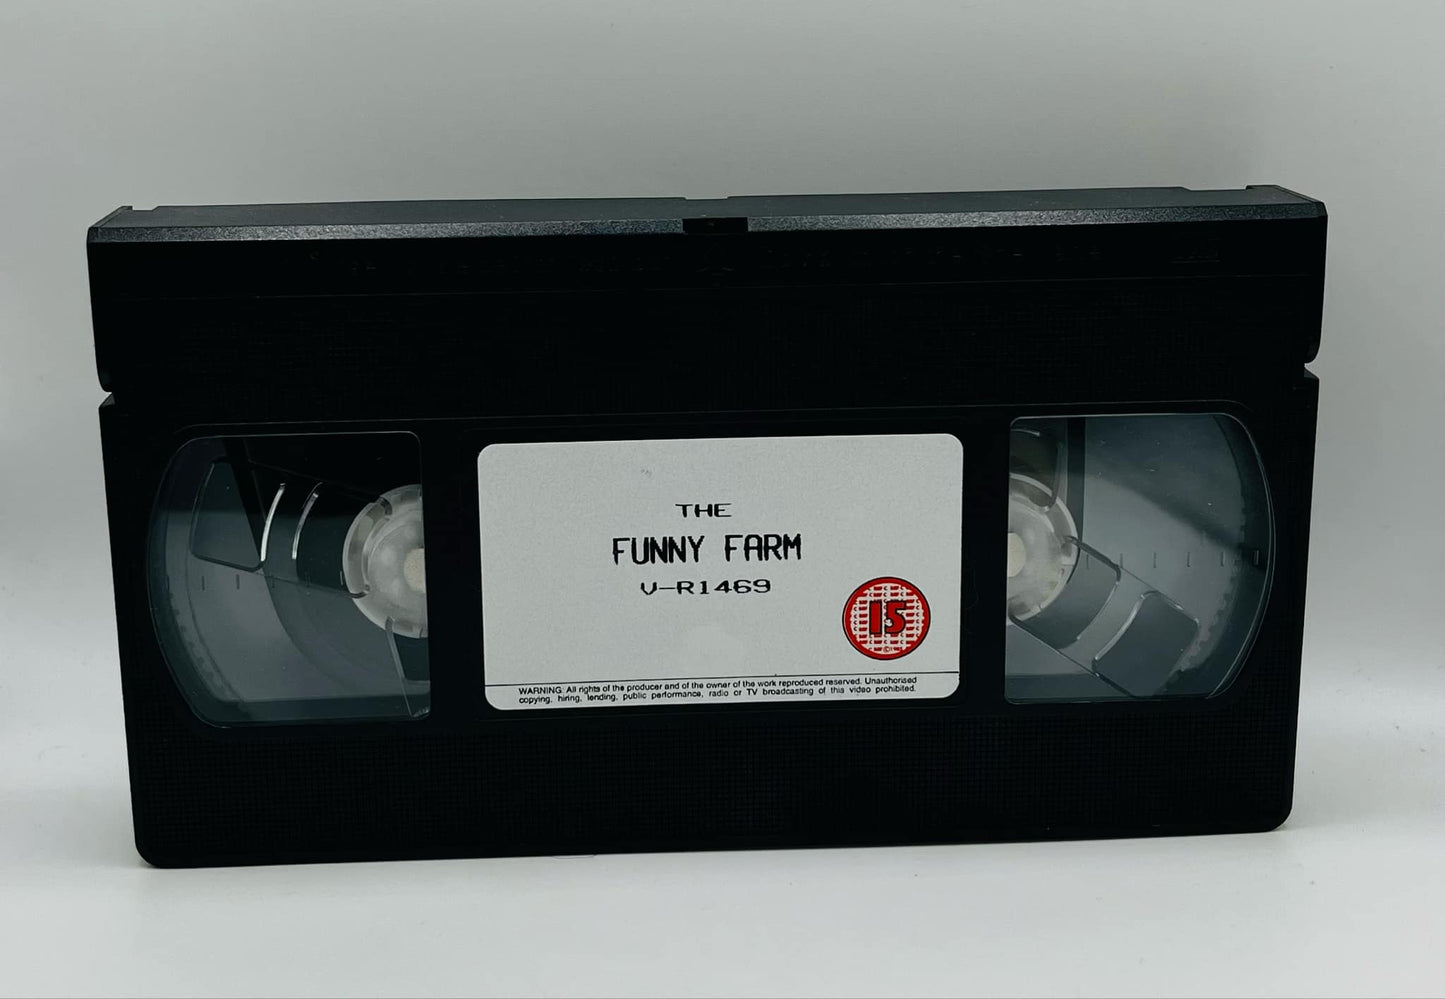 THE
FUNNY FARM
V-R1469
15
WARNING: All rights of the producer and of the owner of the work reproduced reserved. Unauthorised
copying, hiring, lending, public performance, radio or TV broadcasting of this video prohibited.